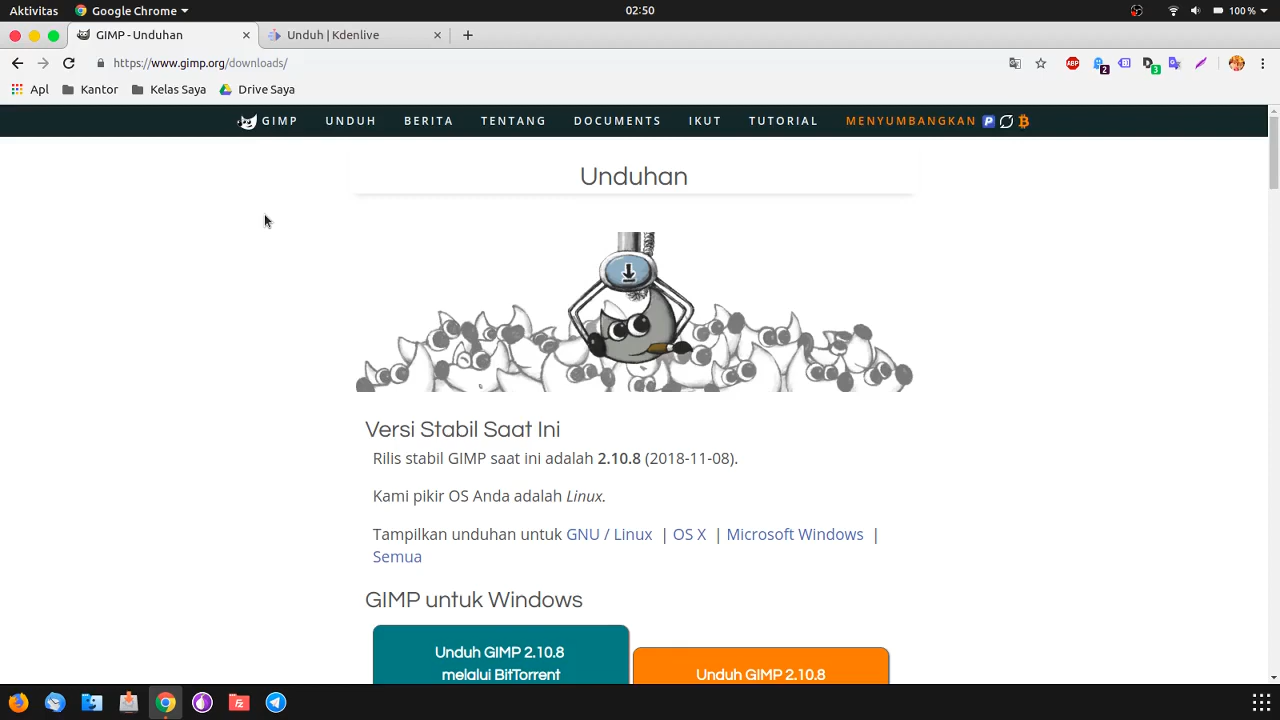 Aktivitas Google Chrome 02:50 100 %
GIMP - Unduhan Unduh | Kdenlive
https://www.gimp.org/downloads/ ABP 2 3
Apl Kantor Kelas Saya Drive Saya
GIMP UNDUH BERITA TENTANG DOCUMENTS IKUT TUTORIAL MENYUMBANGKAN
Unduhan
Versi Stabil Saat Ini
Rilis stabil GIMP saat ini adalah 2.10.8 (2018-11-08).
Kami pikir OS Anda adalah Linux.
Tampilkan unduhan untuk GNU / Linux | OS X | Microsoft Windows |
Semua
GIMP untuk Windows
Unduh GIMP 2.10.8
melalui BitTorrent
Unduh GIMP 2.10.8